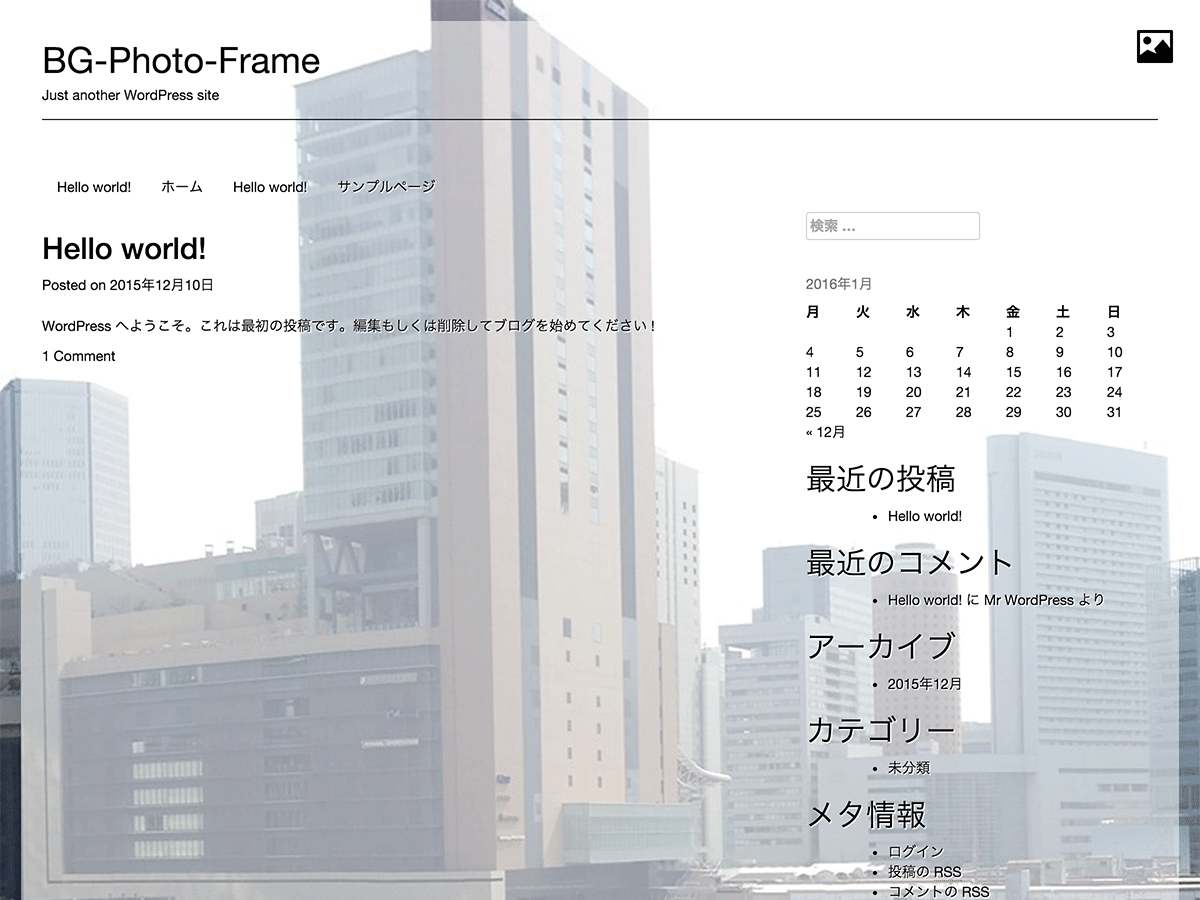 BG-Photo-Frame
Just another WordPress site
Hello world! ホーム Hello world! サンプルページ
Hello world!
Posted on 2015年12月10日
WordPress へようこそ。これは最初の投稿です。編集もしくは削除してブログを始めてください !
1 Comment
検索 ...
2016年1月
月 火 水 木 金 土 日
1 2 3
4 5 6 7 8 9 10
11 12 13 14 15 16 17
18 19 20 21 22 23 24
25 26 27 28 29 30 31
« 12月
最近の投稿
• Hello world!
最近のコメント
• Hello world! に Mr WordPress より
アーカイブ
• 2015年12月
カテゴリー
• 未分類
メタ情報
• ログイン
• 投稿の RSS
• コメントの RSS